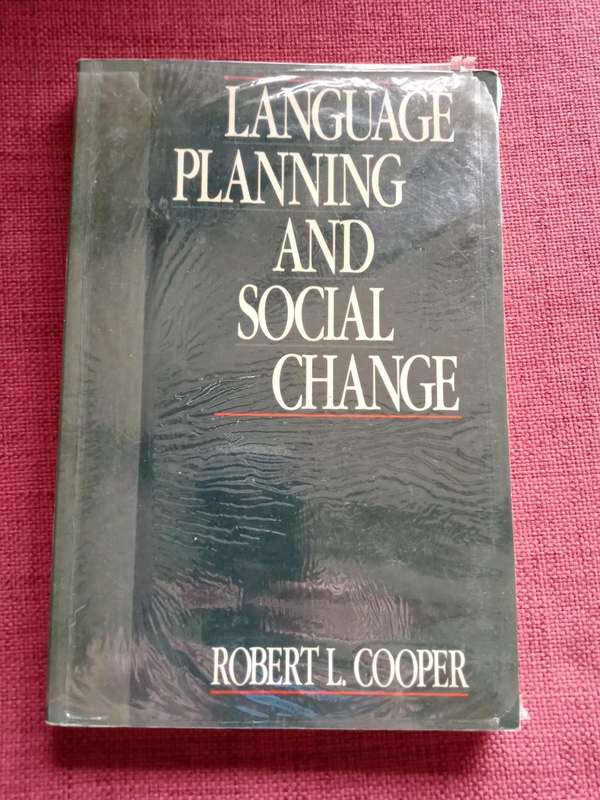 LANGUAGE
PLANNING
AND
SOCIAL
CHANGE
ROBERT L. COOPER